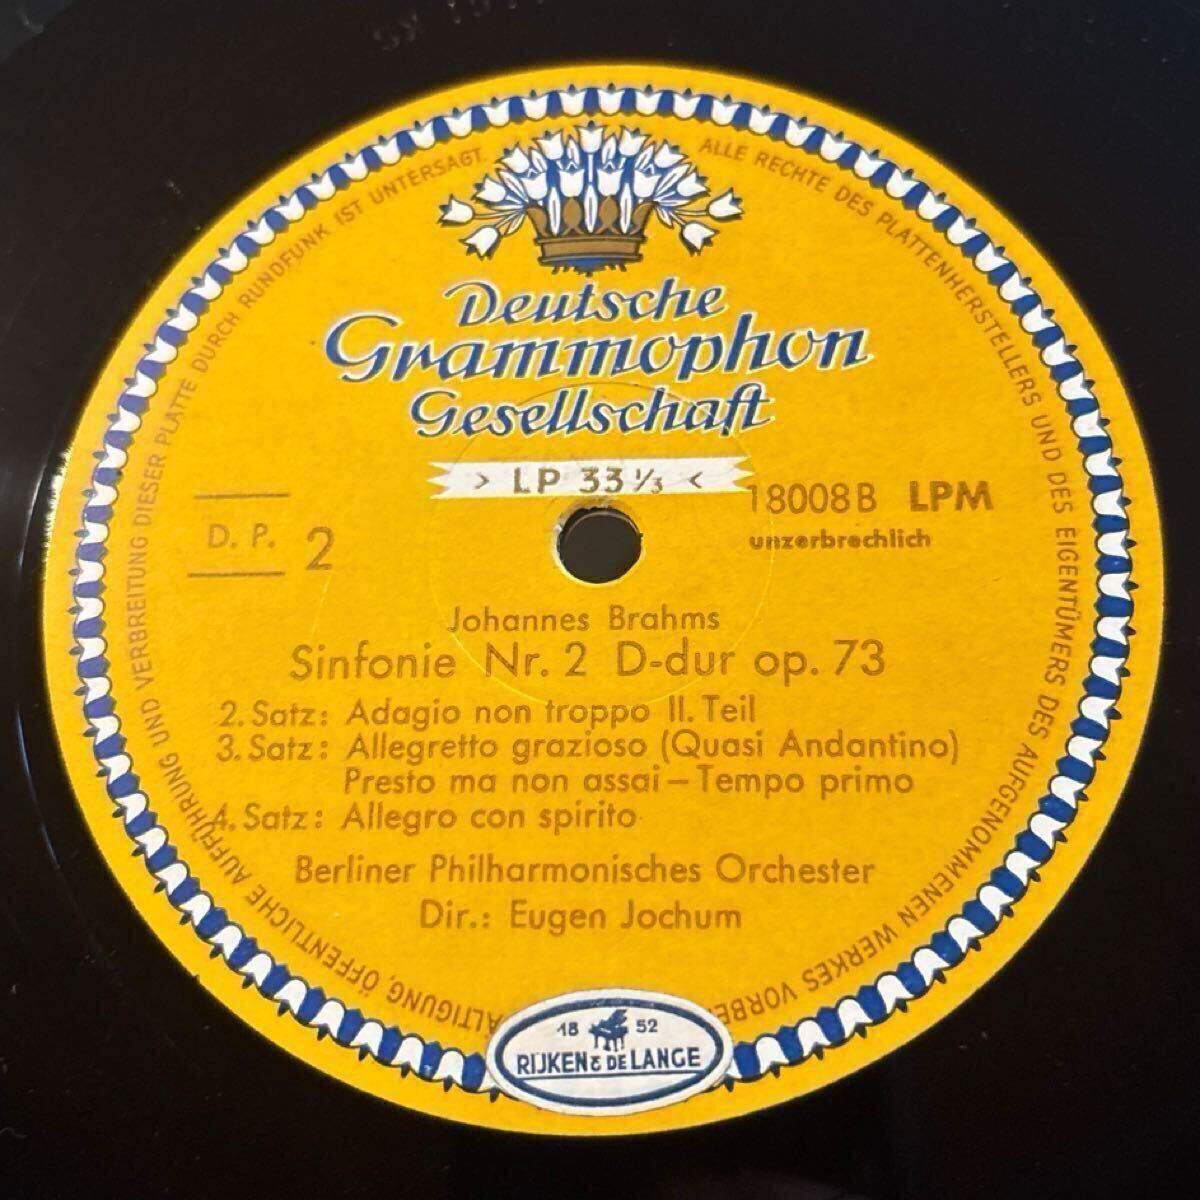 Deutsche
Grammophon
Gesellschaft
> LP 33 1/3 <
D. P. 2
18008B LPM
unzerbrechlich
Johannes Brahms
Sinfonie Nr. 2 D-dur op. 73
2. Satz: Adagio non troppo II. Teil
3. Satz: Allegretto grazioso (Quasi Andantino)
Presto ma non assai – Tempo primo
4. Satz: Allegro con spirito
Berliner Philharmonisches Orchester
Dir.: Eugen Jochum
ALLE RECHTE DES PLATTENHERSTELLERS UND DES EIGENTÜMERS DES AUFGENOMMENEN WERKES VORBE
ÄLTIGUNG, ÖFFENTLICHE AUFFÜHRUNG UND VERBREITUNG DIESER PLATTE DURCH RUNDFUNK IST UNTERSAGT.
18 52
RIJKEN & DE LANGE